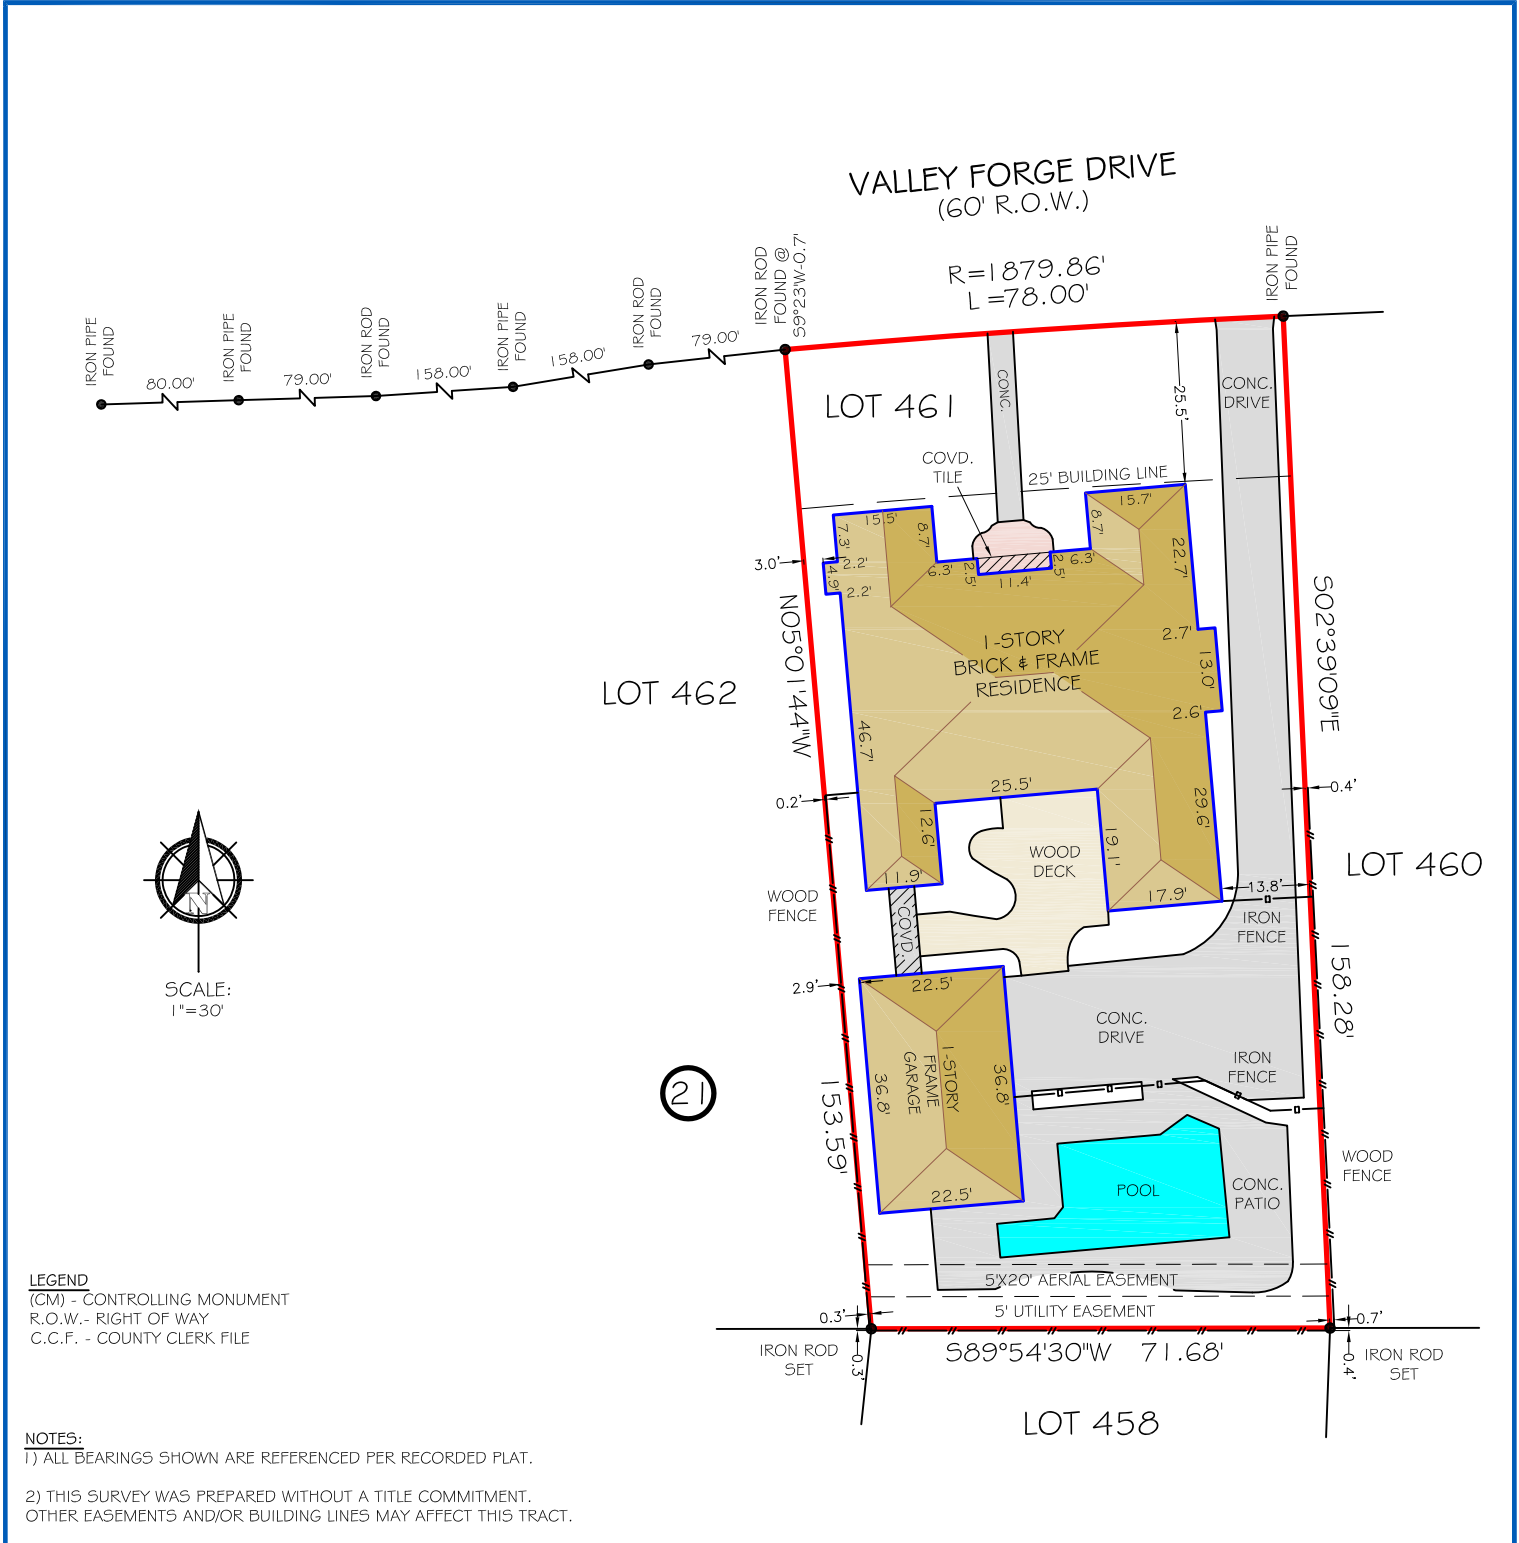 VALLEY FORGE DRIVE
(60' R.O.W.)
R=1879.86'
L =78.00'
IRON PIPE
FOUND
80.00'
IRON PIPE
FOUND
79.00'
IRON ROD
FOUND
158.00'
IRON PIPE
FOUND
158.00'
IRON ROD
FOUND
79.00'
IRON ROD
FOUND @
S9°23'W-0.7'
IRON PIPE
FOUND
LOT 461
CONC.
25.5'
CONC.
DRIVE
COVD.
TILE
25' BUILDING LINE
15.5'
7.3'
8.7'
2.2'
4.9'
2.2'
3.0'
6.3'
2.5'
11.4'
2.5'
6.3'
8.7'
15.7'
22.7'
2.7'
13.0'
2.6'
29.6'
1-STORY
BRICK & FRAME
RESIDENCE
N05°01'44"W
S02°39'09"E
LOT 462
46.7'
25.5'
12.6'
11.9'
0.2'
0.4'
WOOD
DECK
19.1'
17.9'
13.8'
LOT 460
WOOD
FENCE
COVD.
IRON
FENCE
N
SCALE:
1"=30'
2.9'
22.5'
36.8'
1-STORY
FRAME
GARAGE
36.8'
22.5'
CONC.
DRIVE
158.28'
IRON
FENCE
21
153.59'
POOL
CONC.
PATIO
WOOD
FENCE
5'X20' AERIAL EASEMENT
5' UTILITY EASEMENT
0.3'
0.7'
IRON ROD
SET
0.3'
S89°54'30"W 71.68'
0.4'
IRON ROD
SET
LOT 458
LEGEND
(CM) - CONTROLLING MONUMENT
R.O.W.- RIGHT OF WAY
C.C.F. - COUNTY CLERK FILE
NOTES:
1) ALL BEARINGS SHOWN ARE REFERENCED PER RECORDED PLAT.
2) THIS SURVEY WAS PREPARED WITHOUT A TITLE COMMITMENT.
OTHER EASEMENTS AND/OR BUILDING LINES MAY AFFECT THIS TRACT.